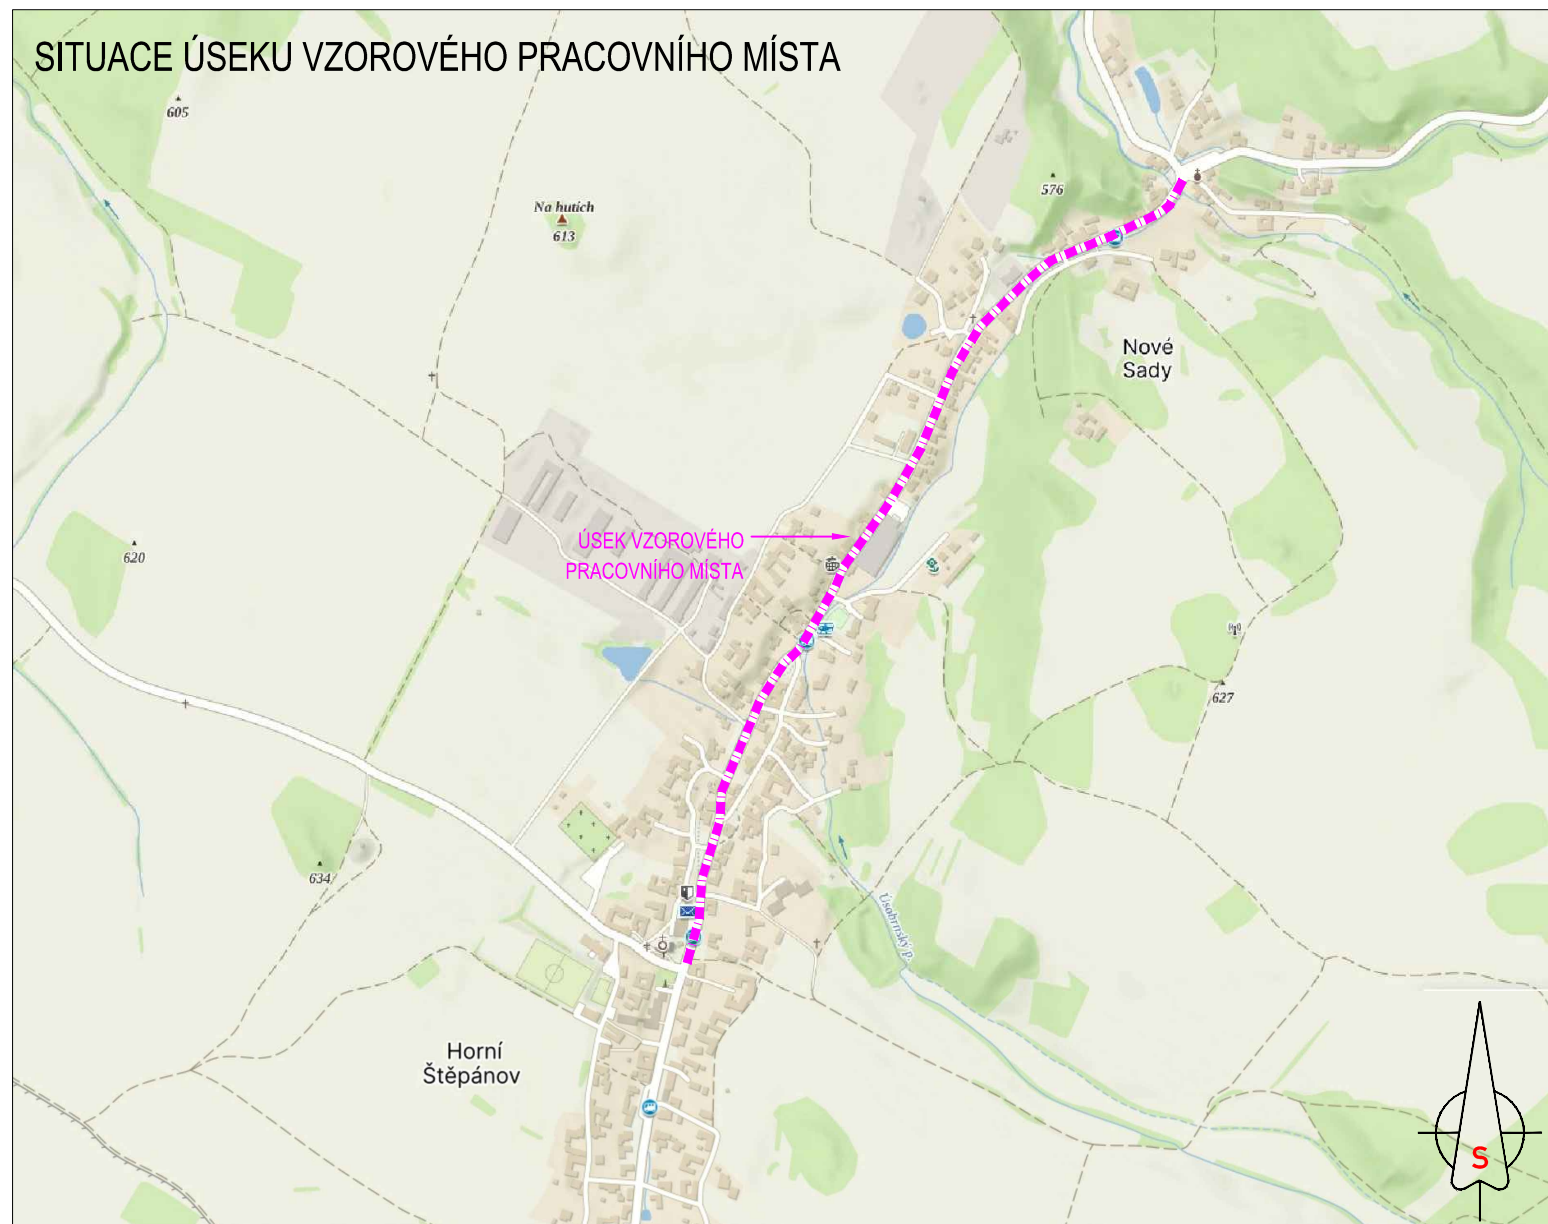 SITUACE ÚSEKU VZOROVÉHO PRACOVNÍHO MÍSTA
605
576
Na hutích
613
Nové
Sady
ÚSEK VZOROVÉHO
PRACOVNÍHO MÍSTA
620
627
634
Úsobrnský p.
Horní
Štěpánov
S